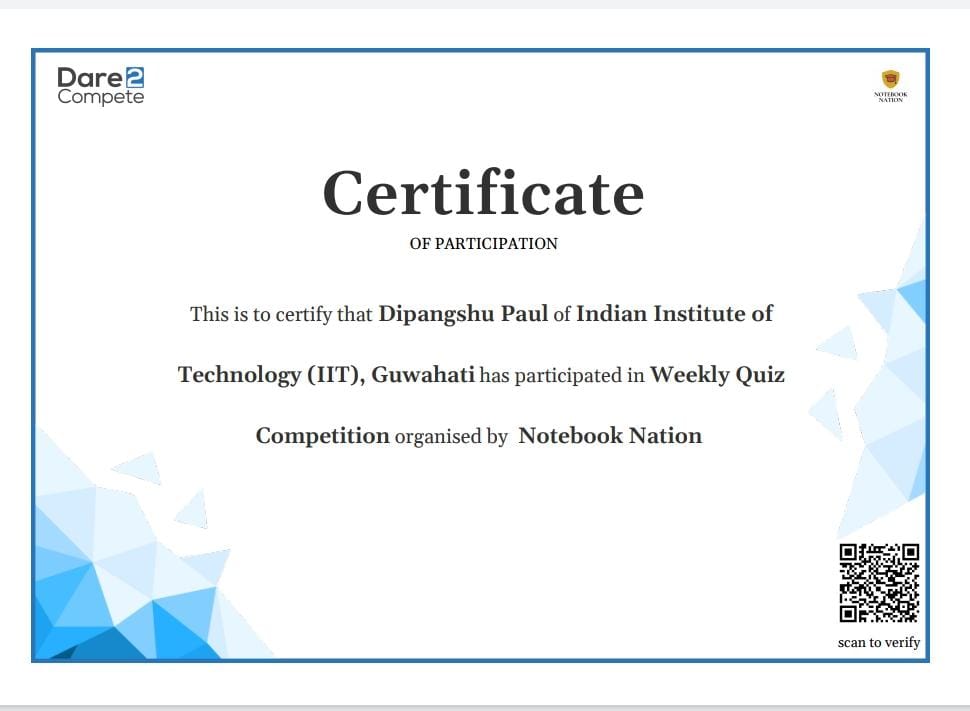 Dare2
Compete
NOTEBOOK
NATION
Certificate
OF PARTICIPATION
This is to certify that Dipangshu Paul of Indian Institute of
Technology (IIT), Guwahati has participated in Weekly Quiz
Competition organised by Notebook Nation
scan to verify